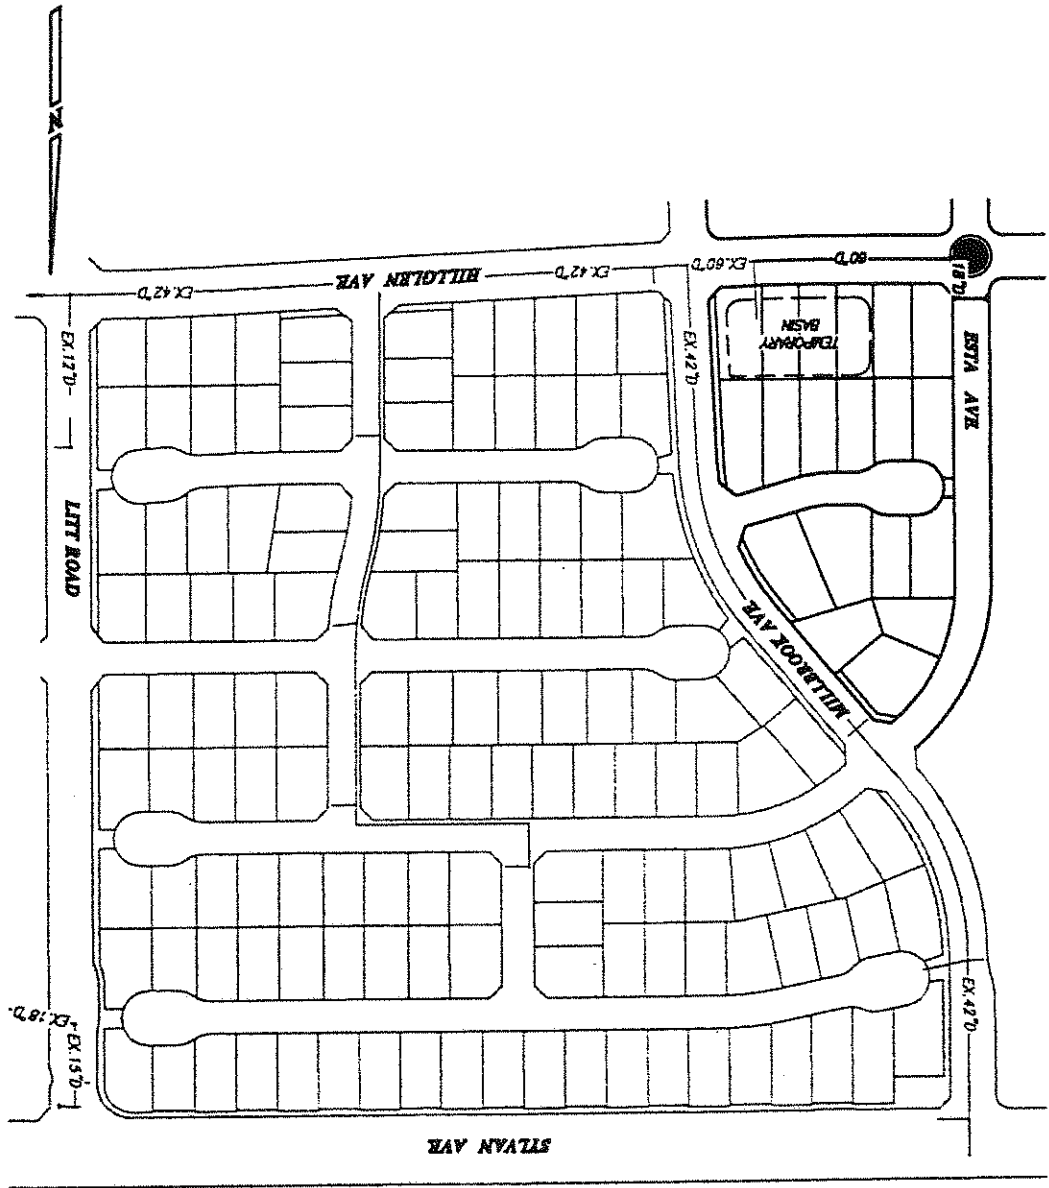 N
60"D
EX.60"D
EX.42"D
HILLGLEN AVE
EX.42"D
18"D
EX.12"D
EX.42"D
TEMPORARY
BASIN
ESTA AVE
LITT ROAD
MILLBROOK AVE.
EX.42"D
EX.18"D
EX.15"D
SYLVAN AVE